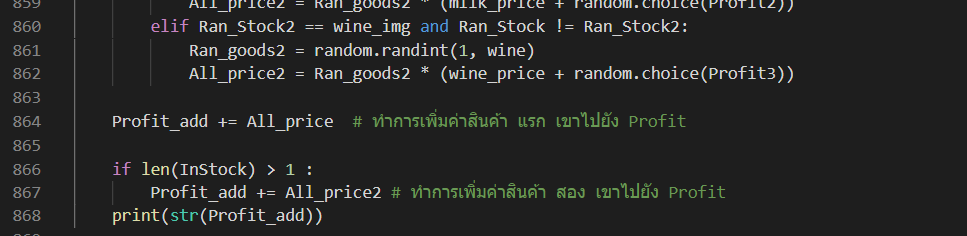 859 All_price2 = Ran_goods2 * (milk_price + random.choice(Profit2))
860 elif Ran_Stock2 == wine_img and Ran_Stock != Ran_Stock2:
861 Ran_goods2 = random.randint(1, wine)
862 All_price2 = Ran_goods2 * (wine_price + random.choice(Profit3))
863
864 Profit_add += All_price # ทำการเพิ่มค่าสินค้า แรก เขาไปยัง Profit
865
866 if len(InStock) > 1 :
867 Profit_add += All_price2 # ทำการเพิ่มค่าสินค้า สอง เขาไปยัง Profit
868 print(str(Profit_add))